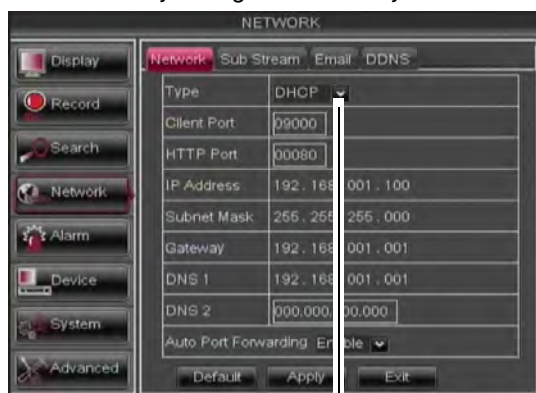 NETWORK
Display
Record
Search
Network
Alarm
Device
System
Advanced
Network Sub Stream Email DDNS
Type DHCP
Client Port 09000
HTTP Port 00080
IP Address 192.168.001.100
Subnet Mask 255.255.255.000
Gateway 192.168.001.001
DNS 1 192.168.001.001
DNS 2 000.000.000.000
Auto Port Forwarding Enable
Default Apply Exit